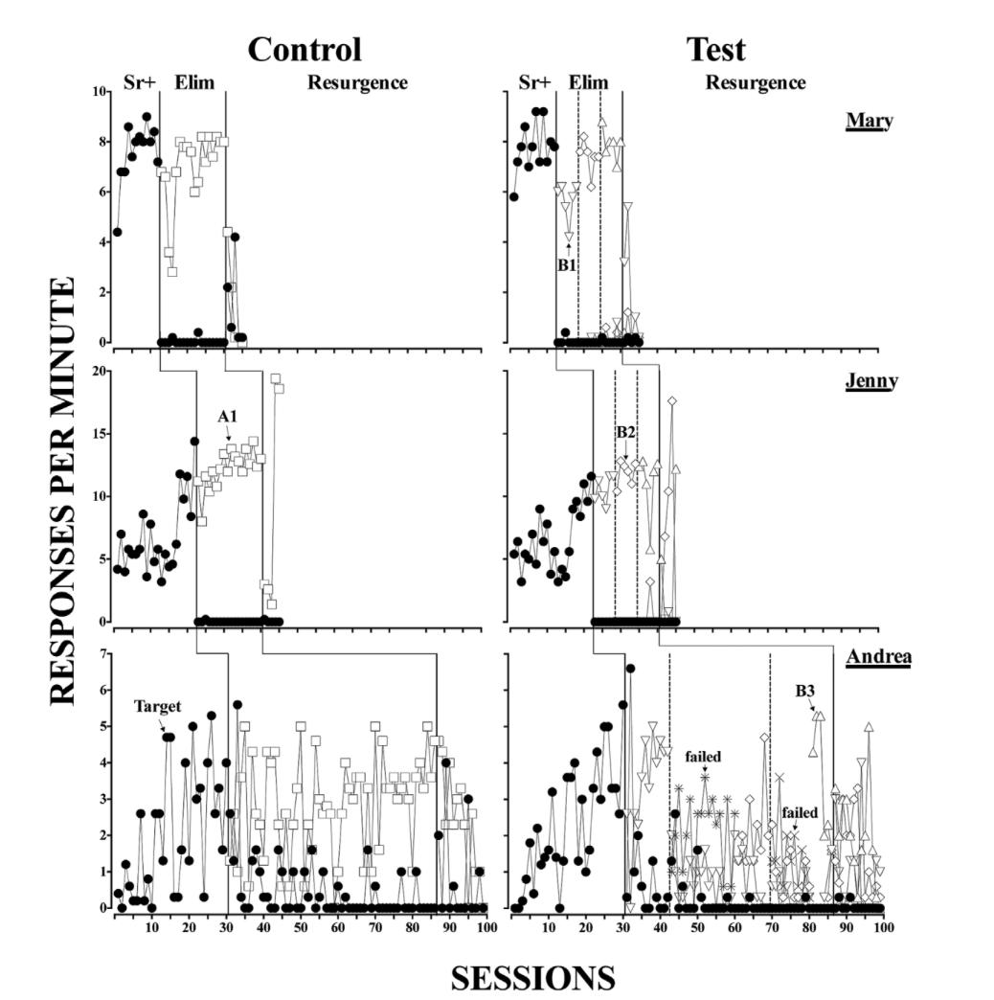 Control Test
Sr+ Elim Resurgence Sr+ Elim Resurgence
Mary
10
8
6
4
2
0
B1
Jenny
20
15
10
5
0
A1
B2
Andrea
7
6
5
4
3
2
1
0
Target
failed
failed
B3
10 20 30 40 50 60 70 80 90 100 10 20 30 40 50 60 70 80 90 100
RESPONSES PER MINUTE
SESSIONS